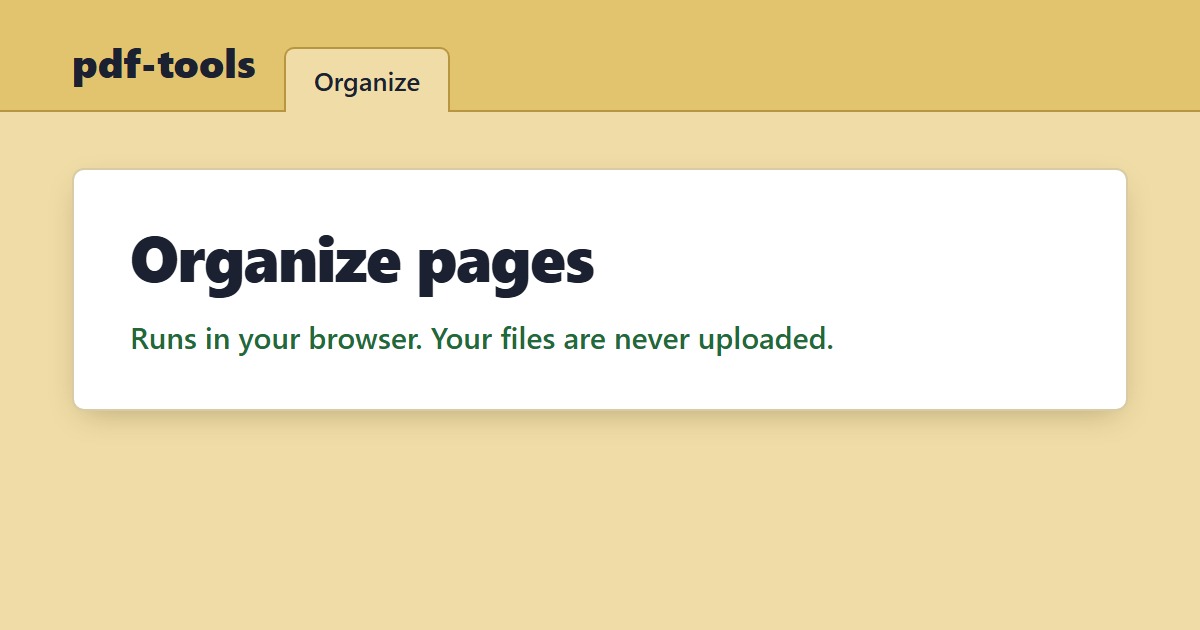 pdf-tools
Organize
Organize pages
Runs in your browser. Your files are never uploaded.